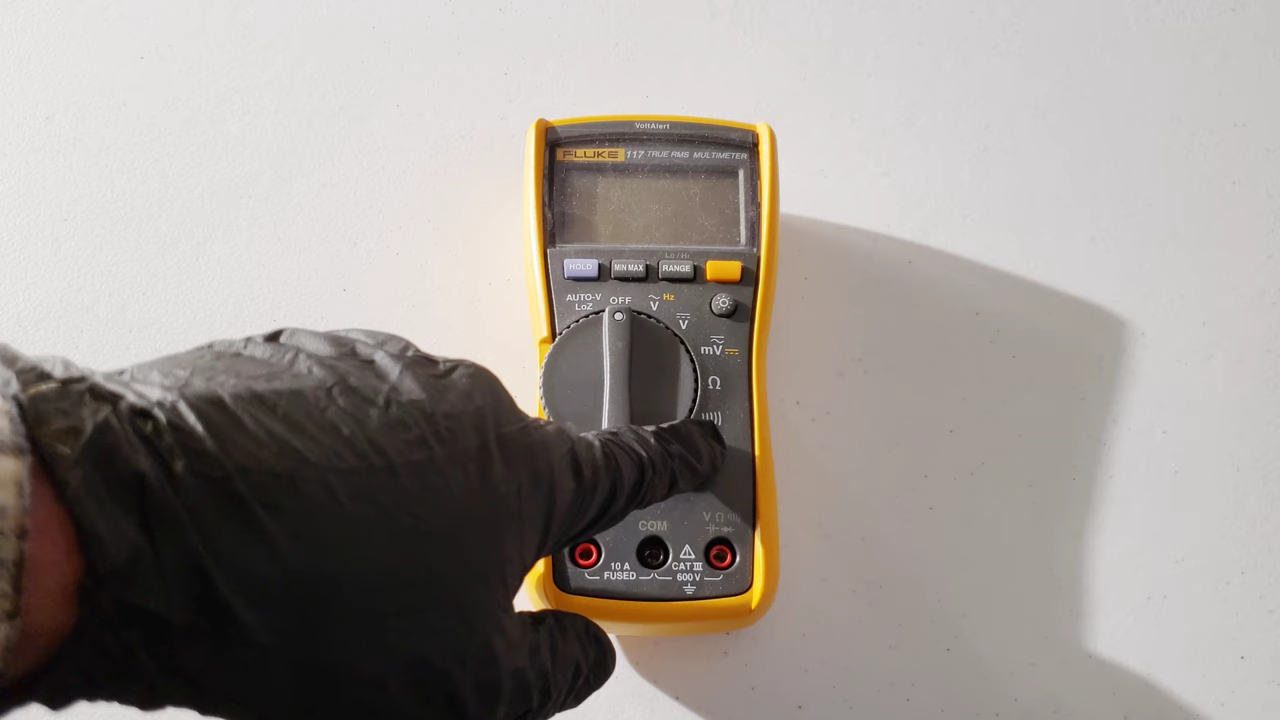 VoltAlert
FLUKE 117 TRUE RMS MULTIMETER
Lo / Hi
HOLD MIN MAX RANGE
AUTO-V
LoZ
OFF
V Hz
V
mV
Ω
COM
V Ω
10 A
FUSED
CAT III
600 V